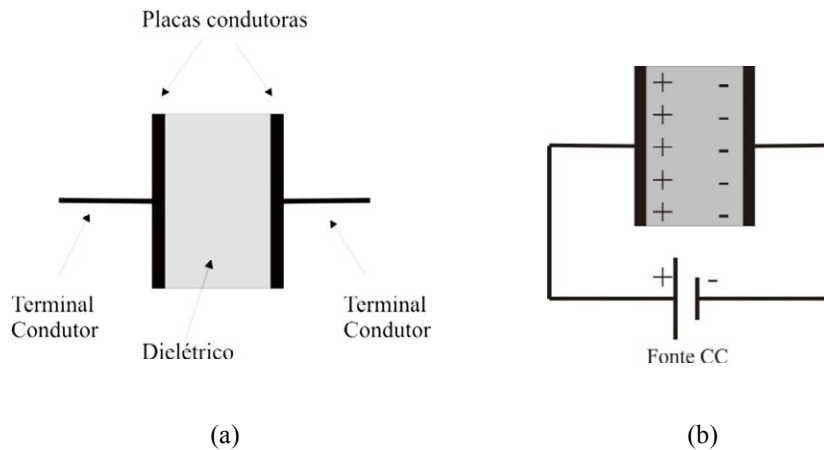 Placas condutoras
Terminal
Condutor
Dielétrico
Terminal
Condutor
(a)
+ -
+ -
+ -
+ -
+ -
+ -
Fonte CC
(b)